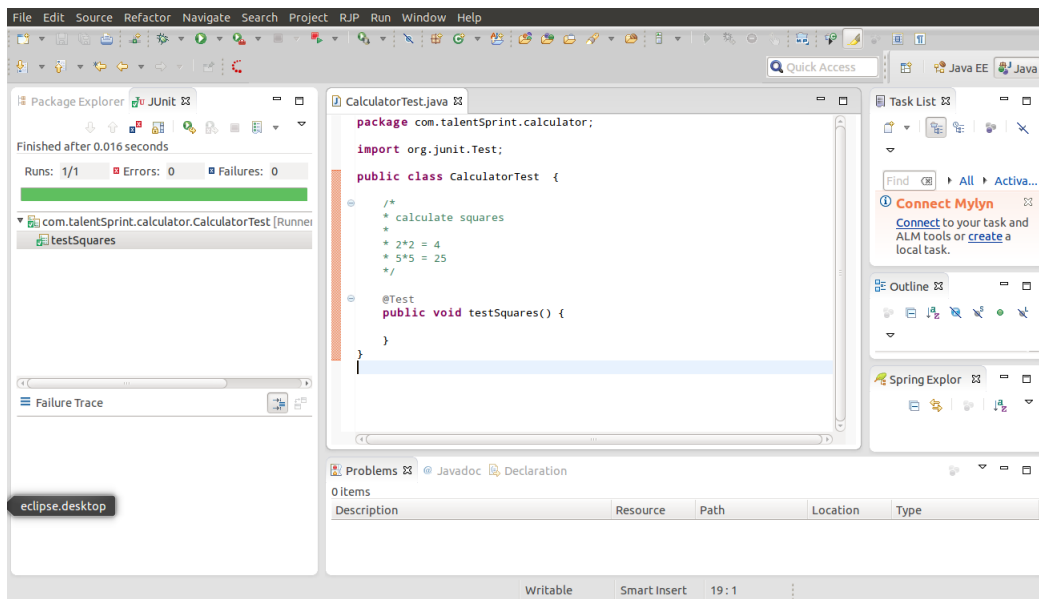 File Edit Source Refactor Navigate Search Project RJP Run Window Help
Quick Access
Java EE
Java
Package Explorer
JUnit
Finished after 0.016 seconds
Runs: 1/1
Errors: 0
Failures: 0
com.talentSprint.calculator.CalculatorTest [Runner
testSquares
Failure Trace
eclipse.desktop
CalculatorTest.java
package com.talentSprint.calculator;
import org.junit.Test;
public class CalculatorTest {
/*
* calculate squares
*
* 2*2 = 4
* 5*5 = 25
*/
@Test
public void testSquares() {
}
}
Problems
@ Javadoc
Declaration
0 items
Description
Resource
Path
Location
Type
Task List
Find
All
Activa...
Connect Mylyn
Connect to your task and
ALM tools or create a
local task.
Outline
Spring Explor
Writable
Smart Insert
19 : 1